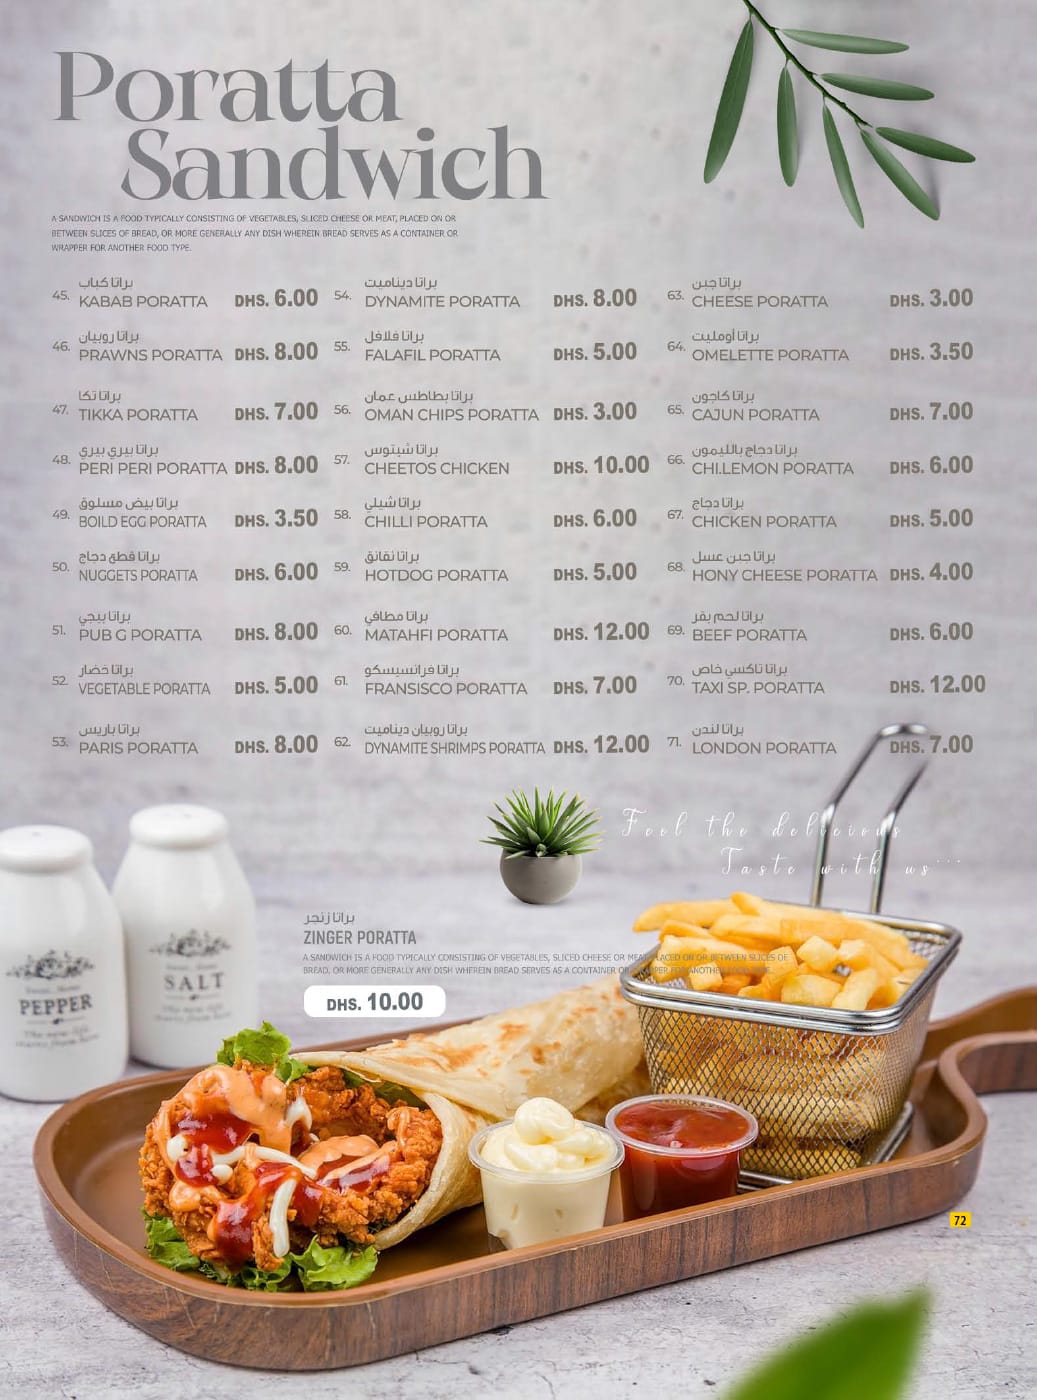 Poratta
Sandwich
A SANDWICH IS A FOOD TYPICALLY CONSISTING OF VEGETABLES, SLICED CHEESE OR MEAT, PLACED ON OR
BETWEEN SLICES OF BREAD, OR MORE GENERALLY ANY DISH WHEREIN BREAD SERVES AS A CONTAINER OR
WRAPPER FOR ANOTHER FOOD TYPE.
براتا كباب
45. KABAB PORATTA DHS. 6.00
براتا روبيان
46. PRAWNS PORATTA DHS. 8.00
براتا تكا
47. TIKKA PORATTA DHS. 7.00
براتا بيري بيري
48. PERI PERI PORATTA DHS. 8.00
براتا بيض مسلوق
49. BOILD EGG PORATTA DHS. 3.50
براتا قطع دجاج
50. NUGGETS PORATTA DHS. 6.00
براتا ببجي
51. PUB G PORATTA DHS. 8.00
براتا خضار
52. VEGETABLE PORATTA DHS. 5.00
براتا باريس
53. PARIS PORATTA DHS. 8.00
براتا ديناميت
54. DYNAMITE PORATTA DHS. 8.00
براتا فلافل
55. FALAFIL PORATTA DHS. 5.00
براتا بطاطس عمان
56. OMAN CHIPS PORATTA DHS. 3.00
براتا شيتوس
57. CHEETOS CHICKEN DHS. 10.00
براتا شيلي
58. CHILLI PORATTA DHS. 6.00
براتا نقانق
59. HOTDOG PORATTA DHS. 5.00
براتا مطافي
60. MATAHFI PORATTA DHS. 12.00
براتا فرانسيسكو
61. FRANSISCO PORATTA DHS. 7.00
براتا روبيان ديناميت
62. DYNAMITE SHRIMPS PORATTA DHS. 12.00
براتا جبن
63. CHEESE PORATTA DHS. 3.00
براتا أومليت
64. OMELETTE PORATTA DHS. 3.50
براتا كاجون
65. CAJUN PORATTA DHS. 7.00
براتا دجاج بالليمون
66. CHI.LEMON PORATTA DHS. 6.00
براتا دجاج
67. CHICKEN PORATTA DHS. 5.00
براتا جبن عسل
68. HONY CHEESE PORATTA DHS. 4.00
براتا لحم بقر
69. BEEF PORATTA DHS. 6.00
براتا تاكسي خاص
70. TAXI SP. PORATTA DHS. 12.00
براتا لندن
71. LONDON PORATTA DHS. 7.00
Feel the delicious
Taste with us...
براتا زنجر
ZINGER PORATTA
A SANDWICH IS A FOOD TYPICALLY CONSISTING OF VEGETABLES, SLICED CHEESE OR MEAT, PLACED ON OR BETWEEN SLICES OF
BREAD, OR MORE GENERALLY ANY DISH WHEREIN BREAD SERVES AS A CONTAINER OR WRAPPER FOR ANOTHER FOOD TYPE.
DHS. 10.00
Sweet Home
PEPPER
The new life
starts from here
SALT
The new life
72